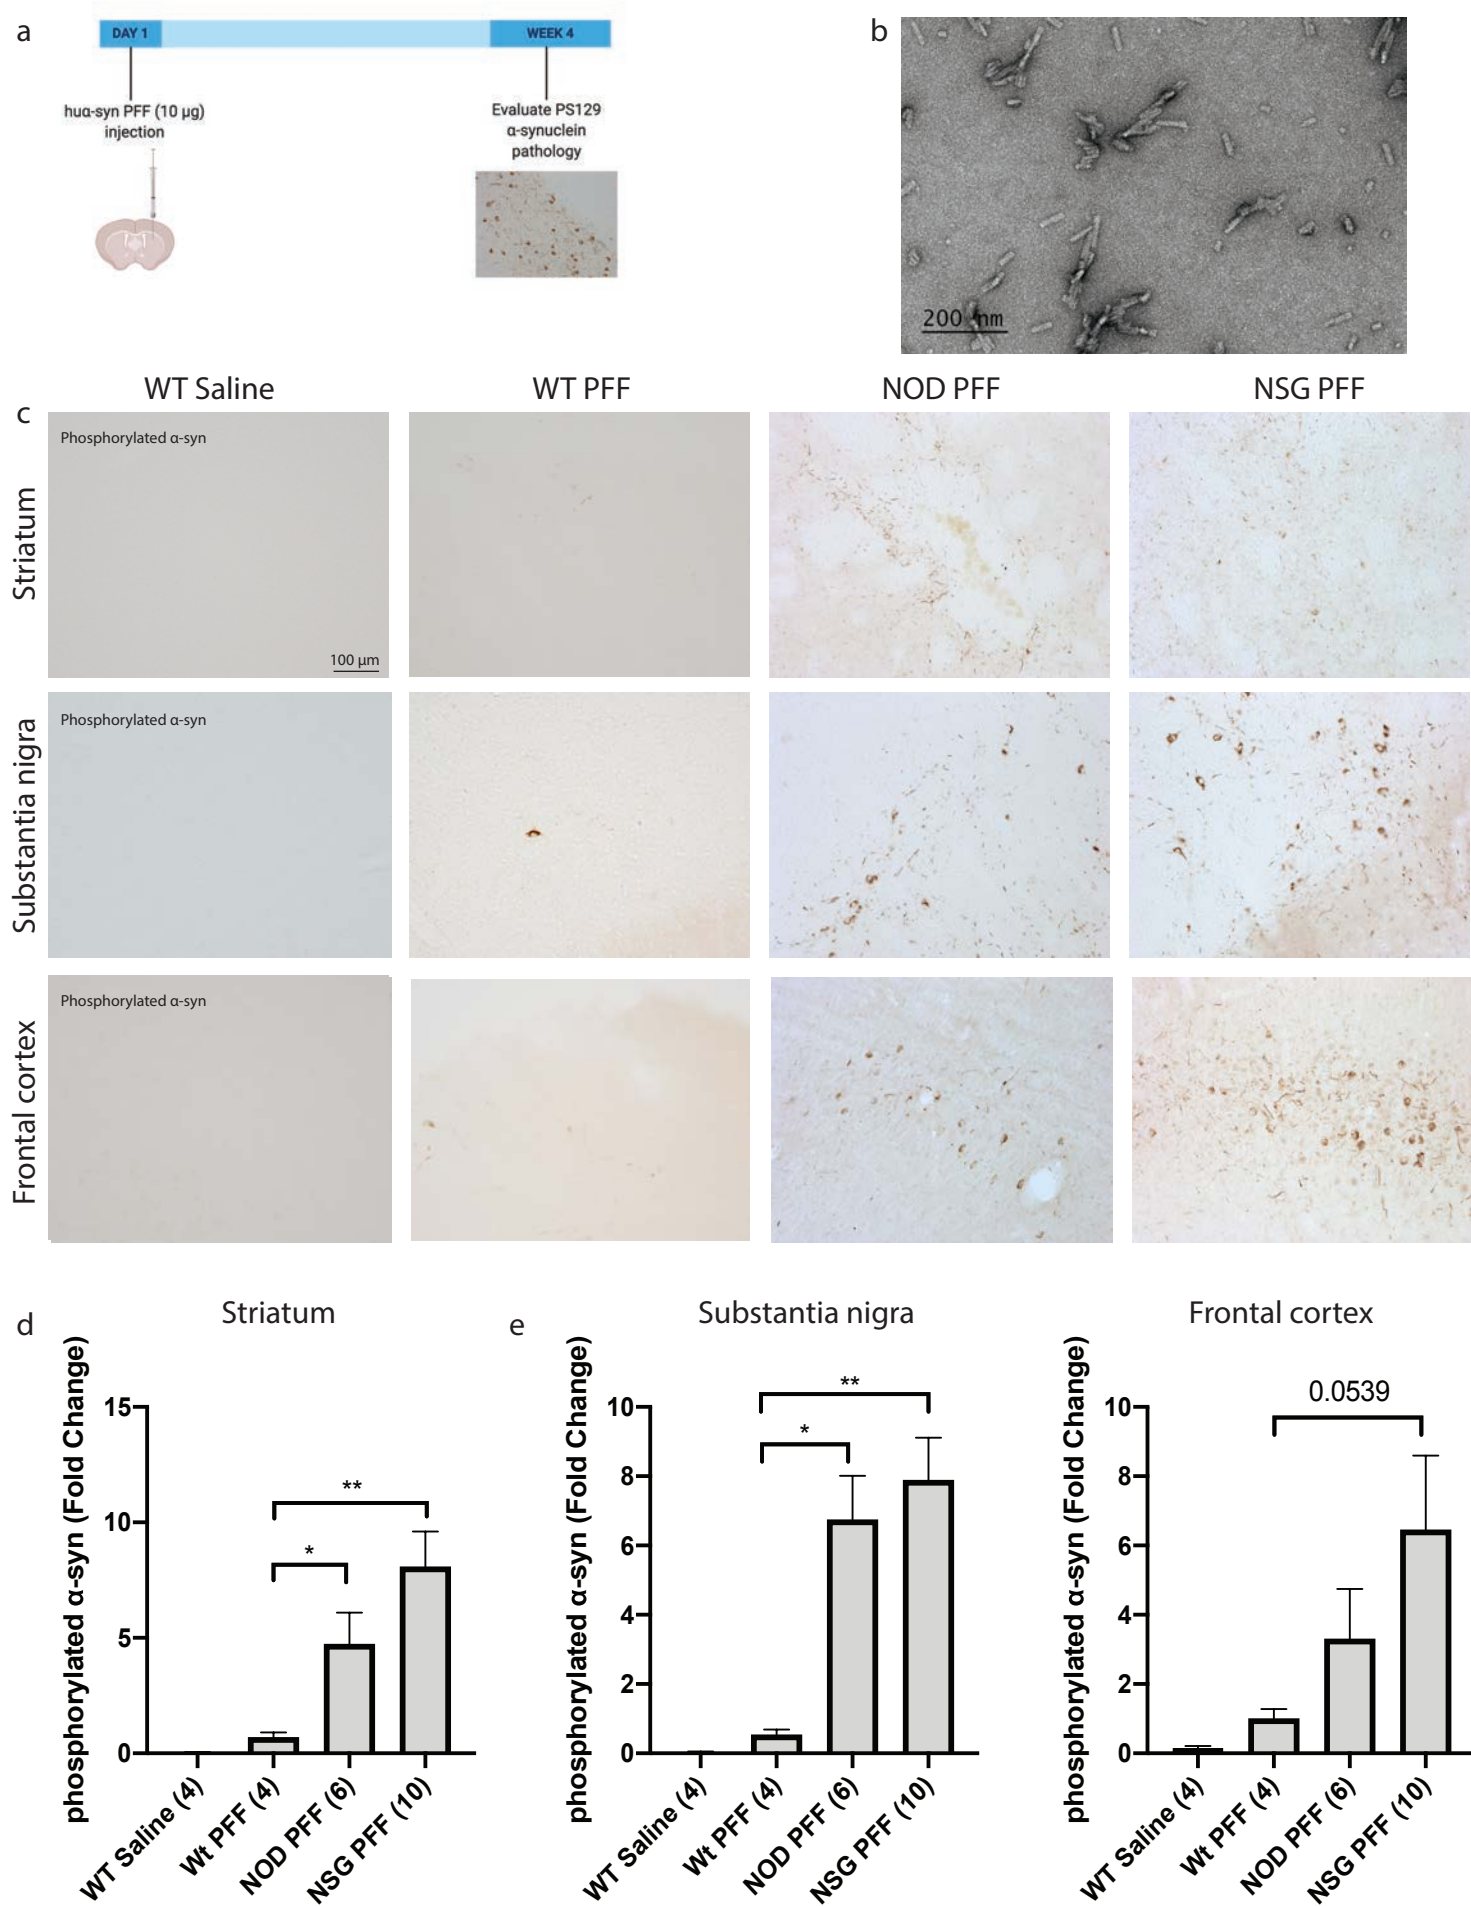 a
DAY 1
WEEK 4
huα-syn PFF (10 µg)
injection
Evaluate PS129
α-synuclein
pathology
b
200 nm
WT Saline
WT PFF
NOD PFF
NSG PFF
c
Striatum
Phosphorylated α-syn
100 µm
Substantia nigra
Phosphorylated α-syn
Frontal cortex
Phosphorylated α-syn
d
Striatum
phosphorylated α-syn (Fold Change)
15
10
5
0
**
*
WT Saline (4)
Wt PFF (4)
NOD PFF (6)
NSG PFF (10)
e
Substantia nigra
phosphorylated α-syn (Fold Change)
10
8
6
4
2
0
**
*
WT Saline (4)
Wt PFF (4)
NOD PFF (6)
NSG PFF (10)
Frontal cortex
phosphorylated α-syn (Fold Change)
10
8
6
4
2
0
0.0539
WT Saline (4)
Wt PFF (4)
NOD PFF (6)
NSG PFF (10)